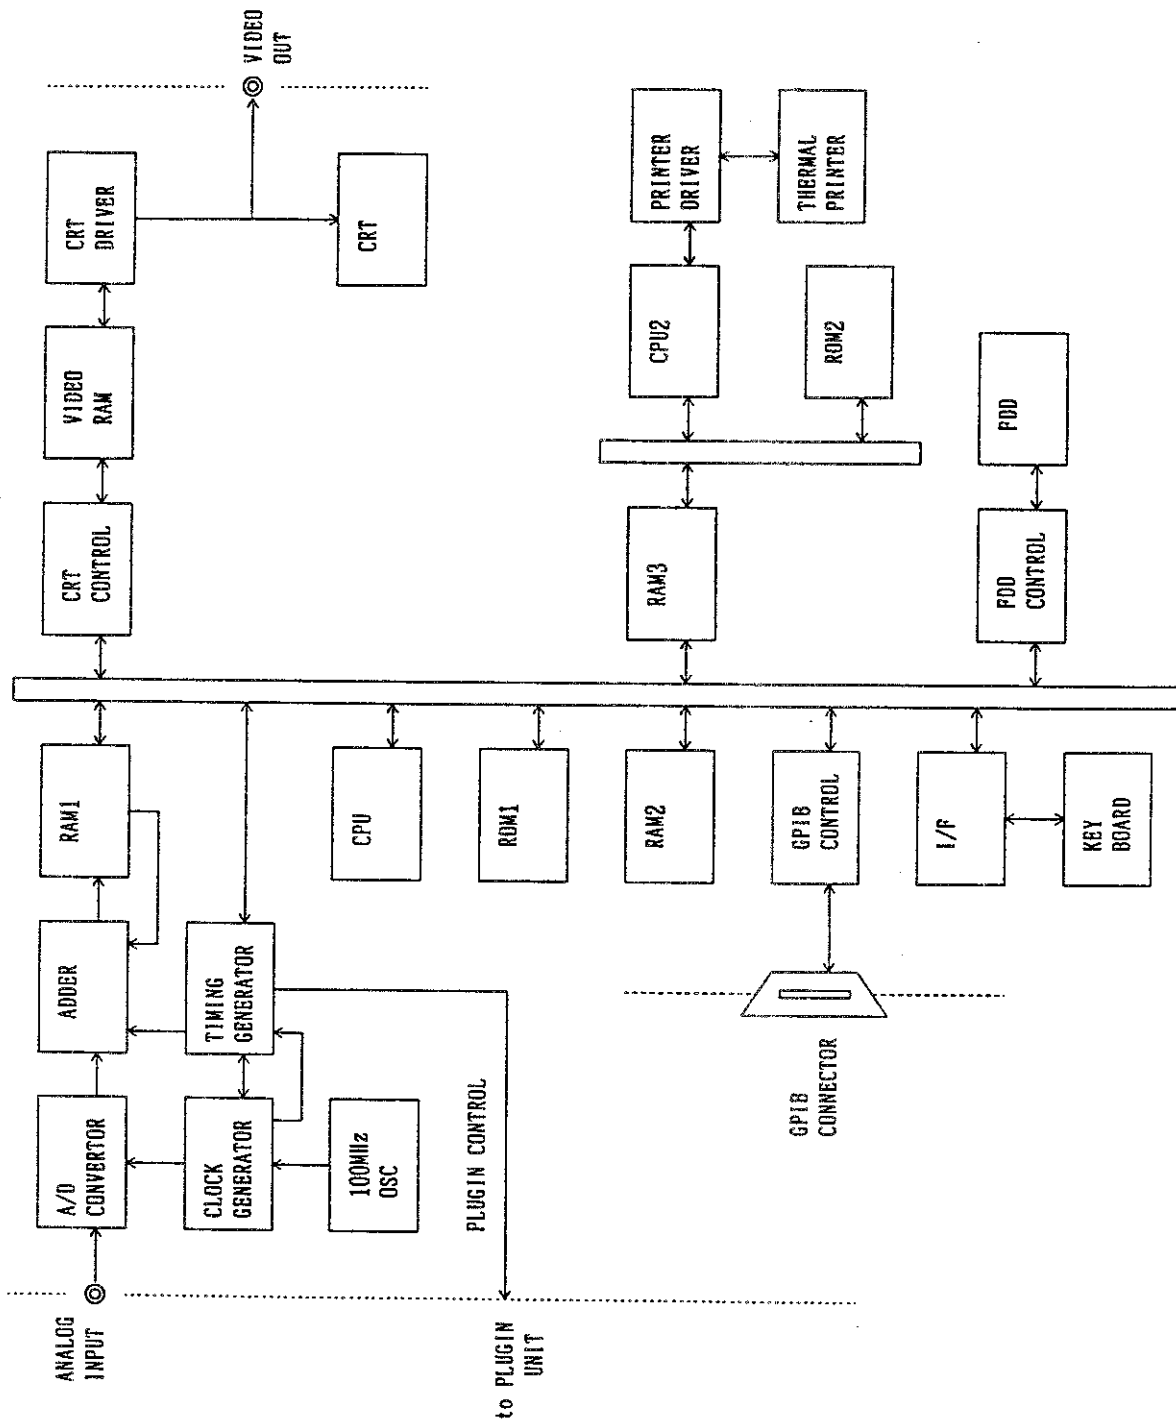 ANALOG
INPUT
A/D
CONVERTOR
ADDER
RAM1
CRT
CONTROL
VIDEO
RAM
CRT
DRIVER
VIDEO
OUT
CLOCK
GENERATOR
TIMING
GENERATOR
100MHz
OSC
CPU
CRT
PLUGIN CONTROL
to PLUGIN
UNIT
ROM1
RAM2
RAM3
CPU2
PRINTER
DRIVER
GPIB
CONNECTOR
GPIB
CONTROL
ROM2
THERMAL
PRINTER
I/F
FDD
CONTROL
FDD
KEY
BOARD